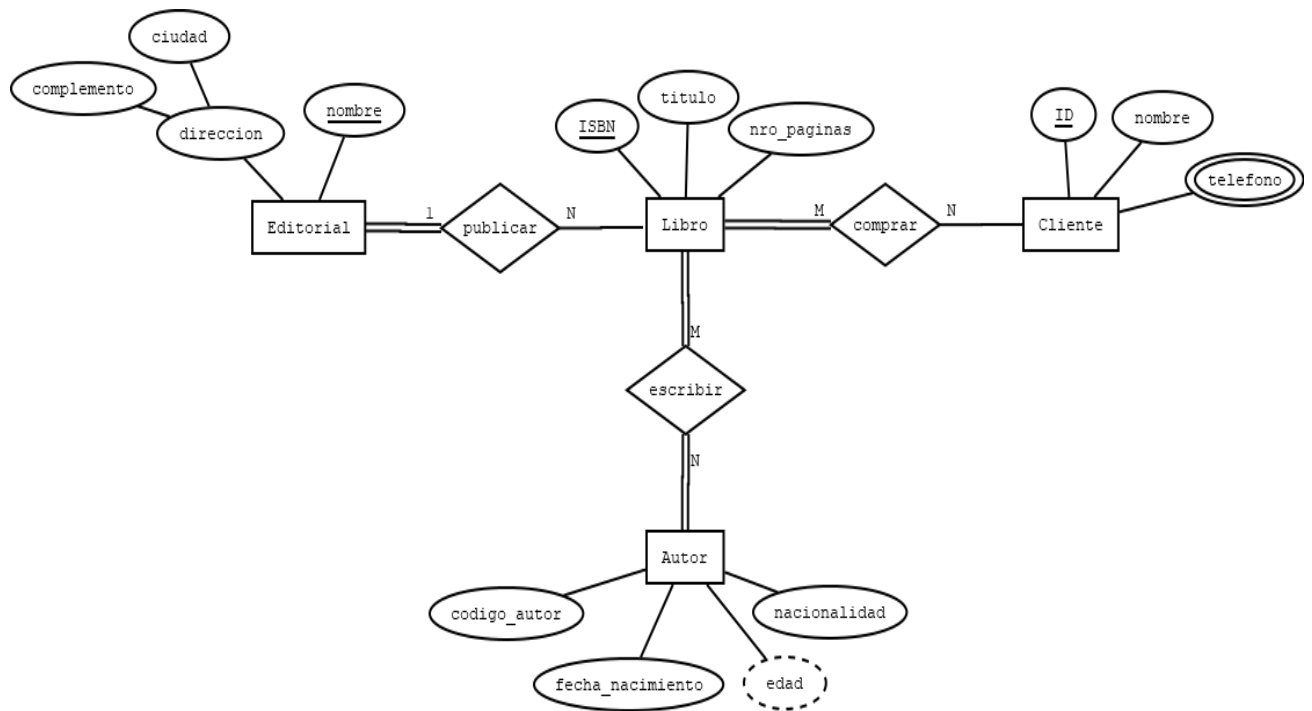 ciudad
complemento
direccion
nombre
ISBN
titulo
nro_paginas
ID
nombre
telefono
Editorial
1
publicar
N
Libro
M
comprar
N
Cliente
M
escribir
N
Autor
codigo_autor
nacionalidad
fecha_nacimiento
edad